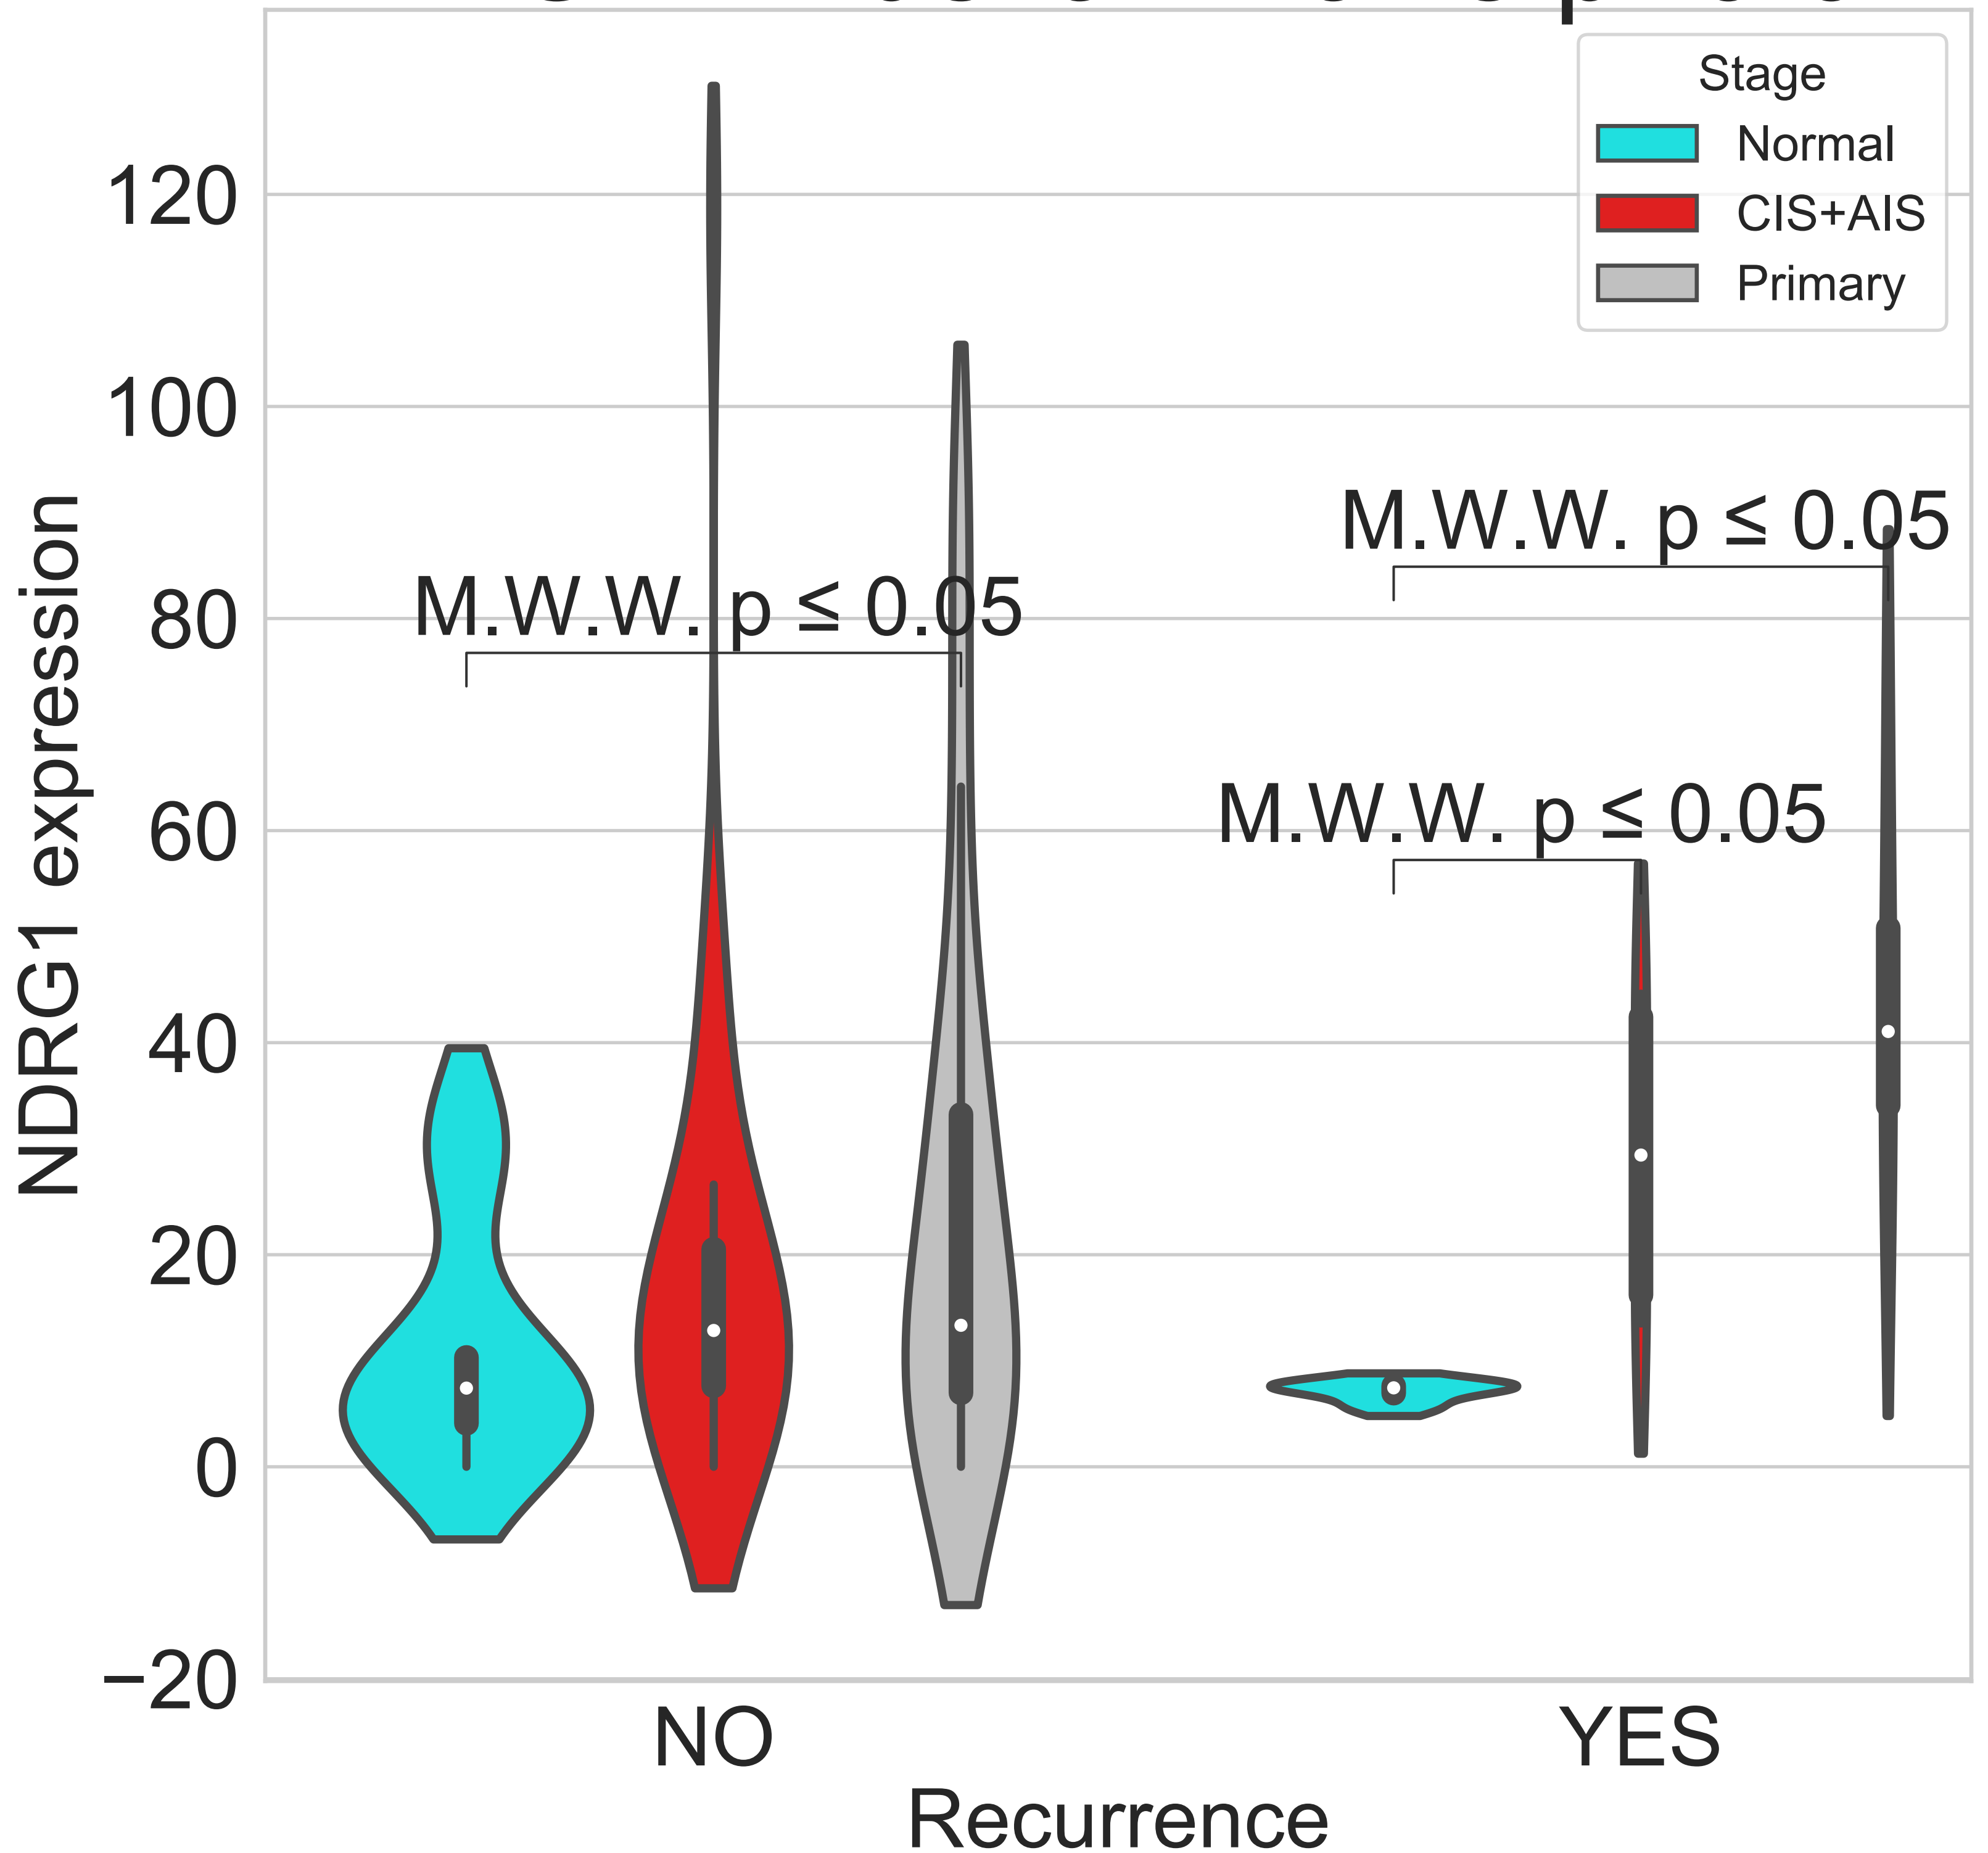 Stage
Normal
CIS+AIS
Primary
120
100
80
60
40
20
0
−20
NDRG1 expression
M.W.W. p ≤ 0.05
M.W.W. p ≤ 0.05
M.W.W. p ≤ 0.05
NO
YES
Recurrence